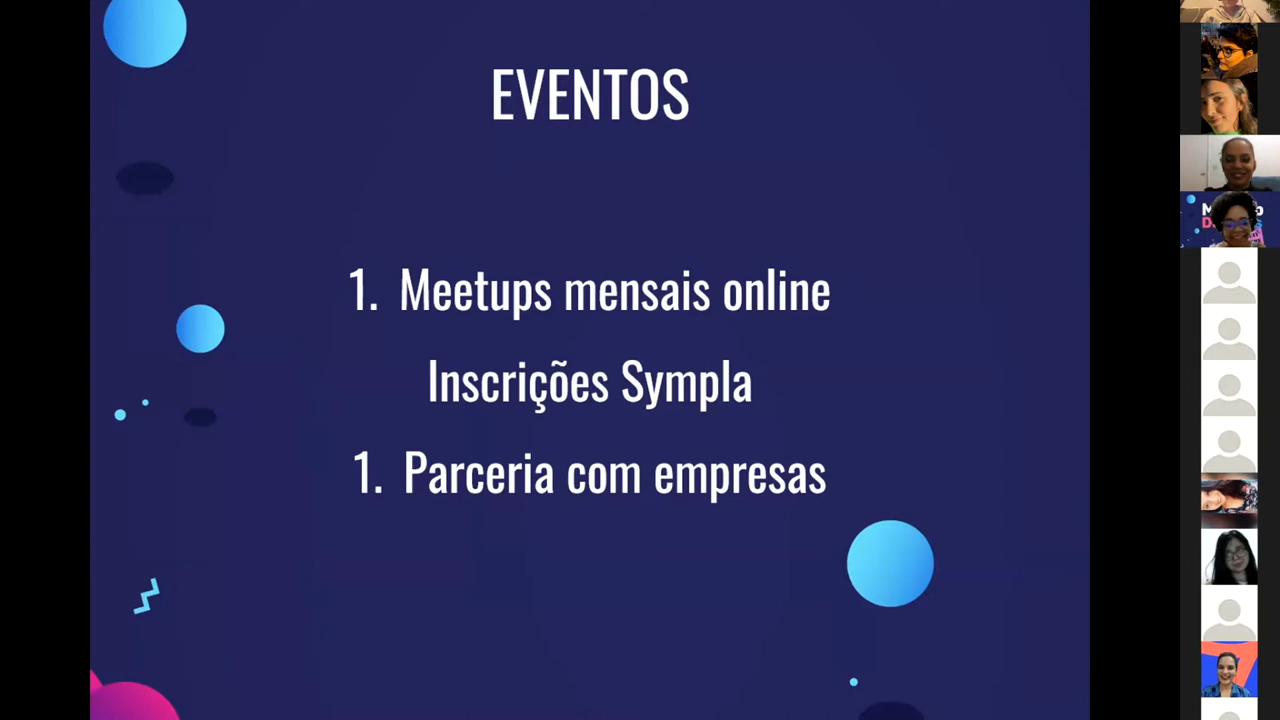 EVENTOS
1. Meetups mensais online
Inscrições Sympla
1. Parceria com empresas